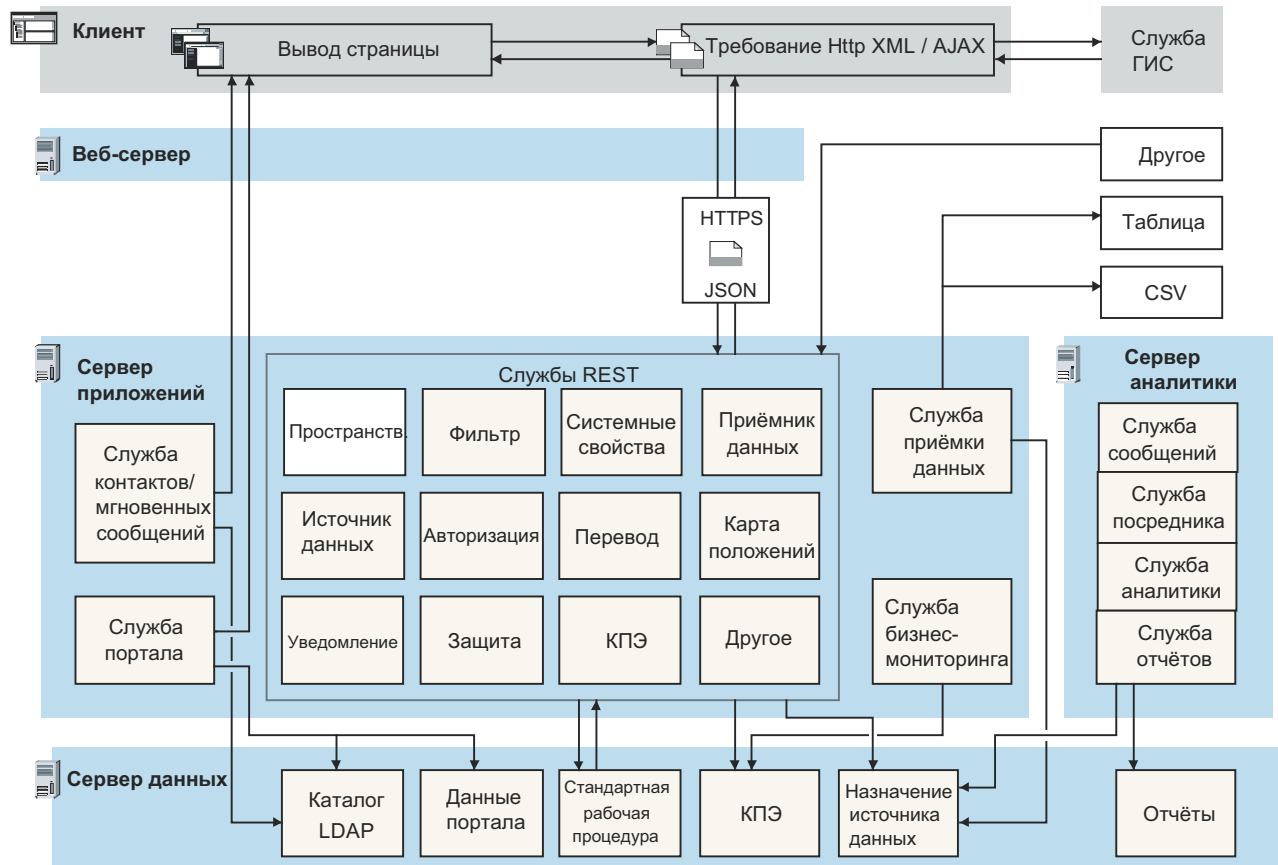 Клиент
Вывод страницы
Требование Http XML / AJAX
Служба
ГИС
Веб-сервер
Другое
HTTPS
JSON
Таблица
CSV
Сервер
приложений
Службы REST
Сервер
аналитики
Пространств.
Фильтр
Системные
свойства
Приёмник
данных
Служба
приёмки
данных
Служба
сообщений
Служба
контактов/
мгновенных
сообщений
Служба
посредника
Источник
данных
Авторизация
Перевод
Карта
положений
Служба
аналитики
Служба
портала
Уведомление
Защита
КПЭ
Другое
Служба
бизнес-
мониторинга
Служба
отчётов
Сервер данных
Каталог
LDAP
Данные
портала
Стандартная
рабочая
процедура
КПЭ
Назначение
источника
данных
Отчёты